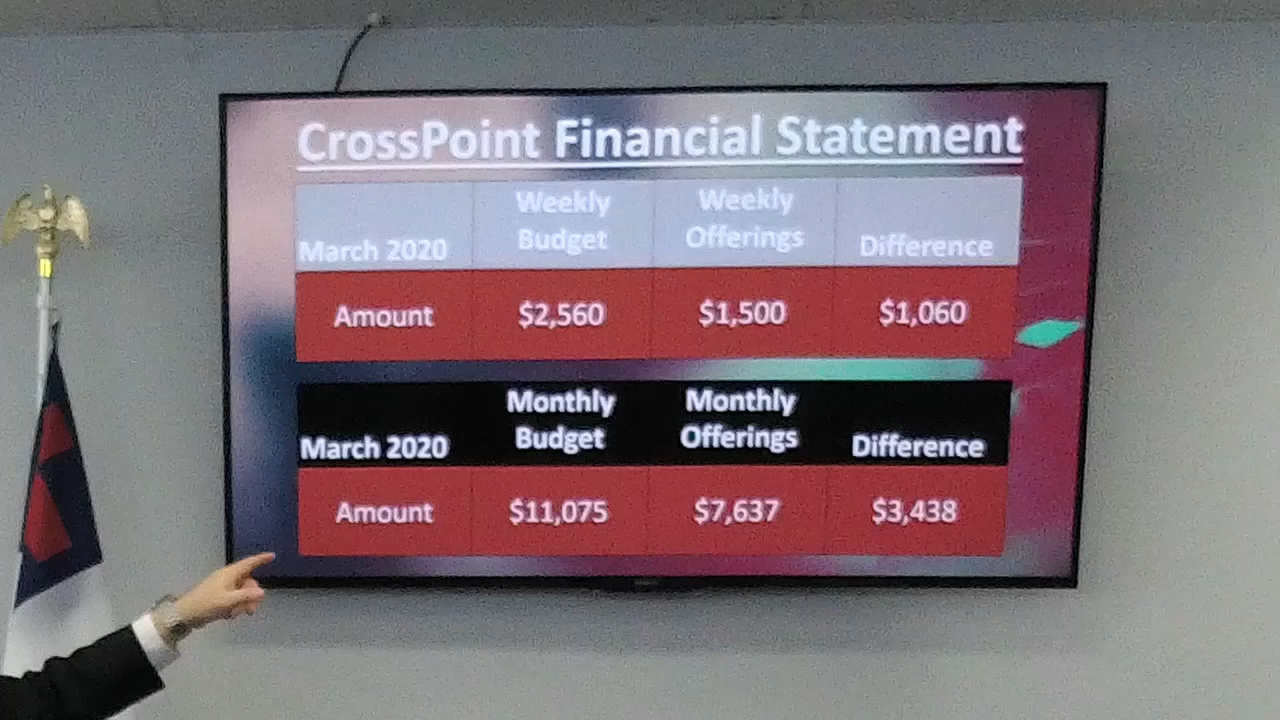 CrossPoint Financial Statement
March 2020 Weekly Budget Weekly Offerings Difference
Amount $2,560 $1,500 $1,060
March 2020 Monthly Budget Monthly Offerings Difference
Amount $11,075 $7,637 $3,438